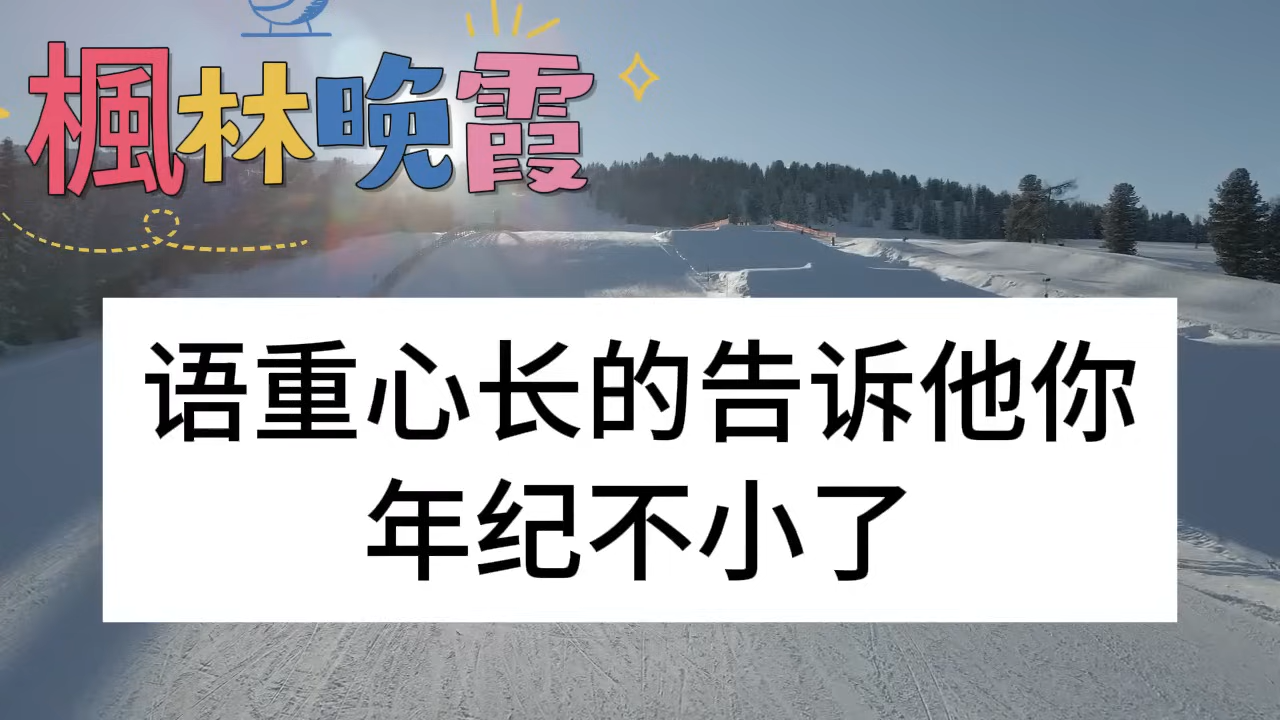 楓林晚霞
语重心长的告诉他你
年纪不小了